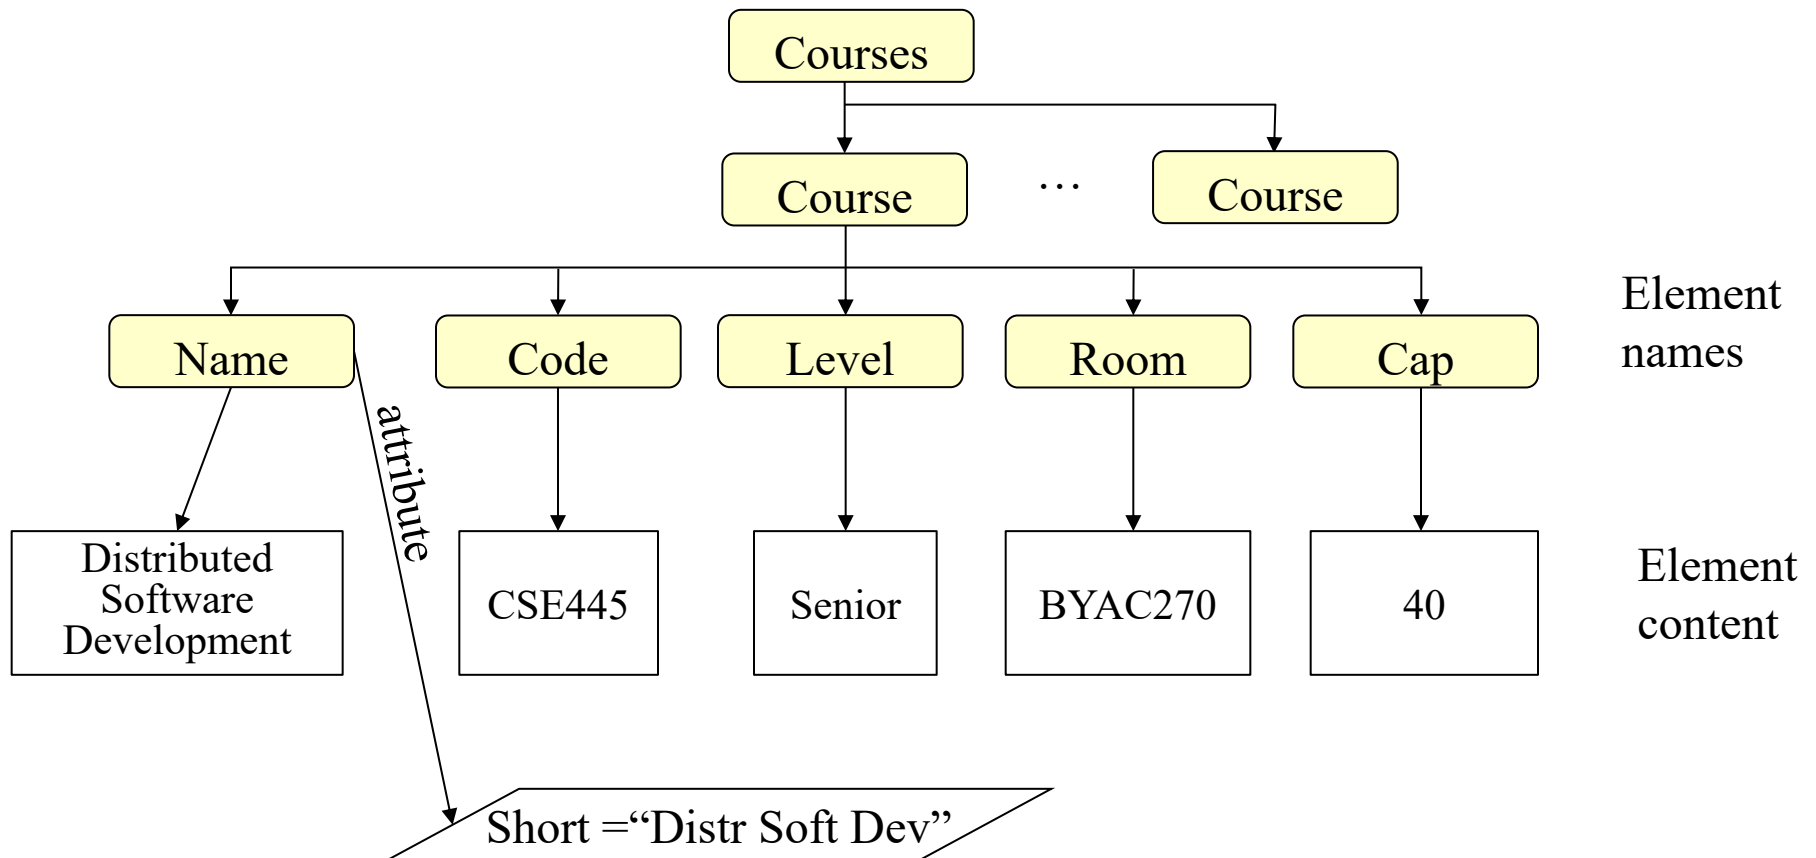 Courses
Course
…
Course
Element
names
Name
Code
Level
Room
Cap
attribute
Distributed
Software
Development
CSE445
Senior
BYAC270
40
Element
content
Short =“Distr Soft Dev”